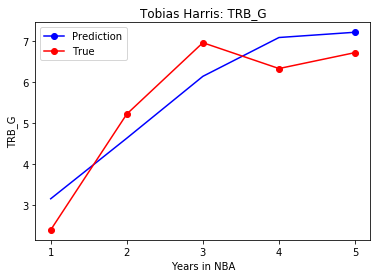 Tobias Harris: TRB_G
Prediction
True
7
6
5
4
3
TRB_G
1 2 3 4 5
Years in NBA